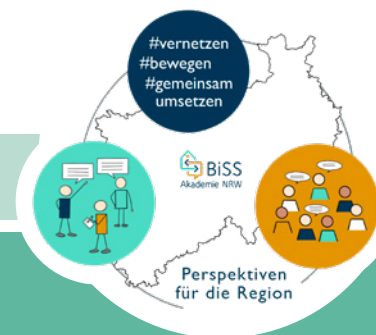 #vernetzen
#bewegen
#gemeinsam
umsetzen
BiSS
Akademie NRW
Perspektiven
für die Region